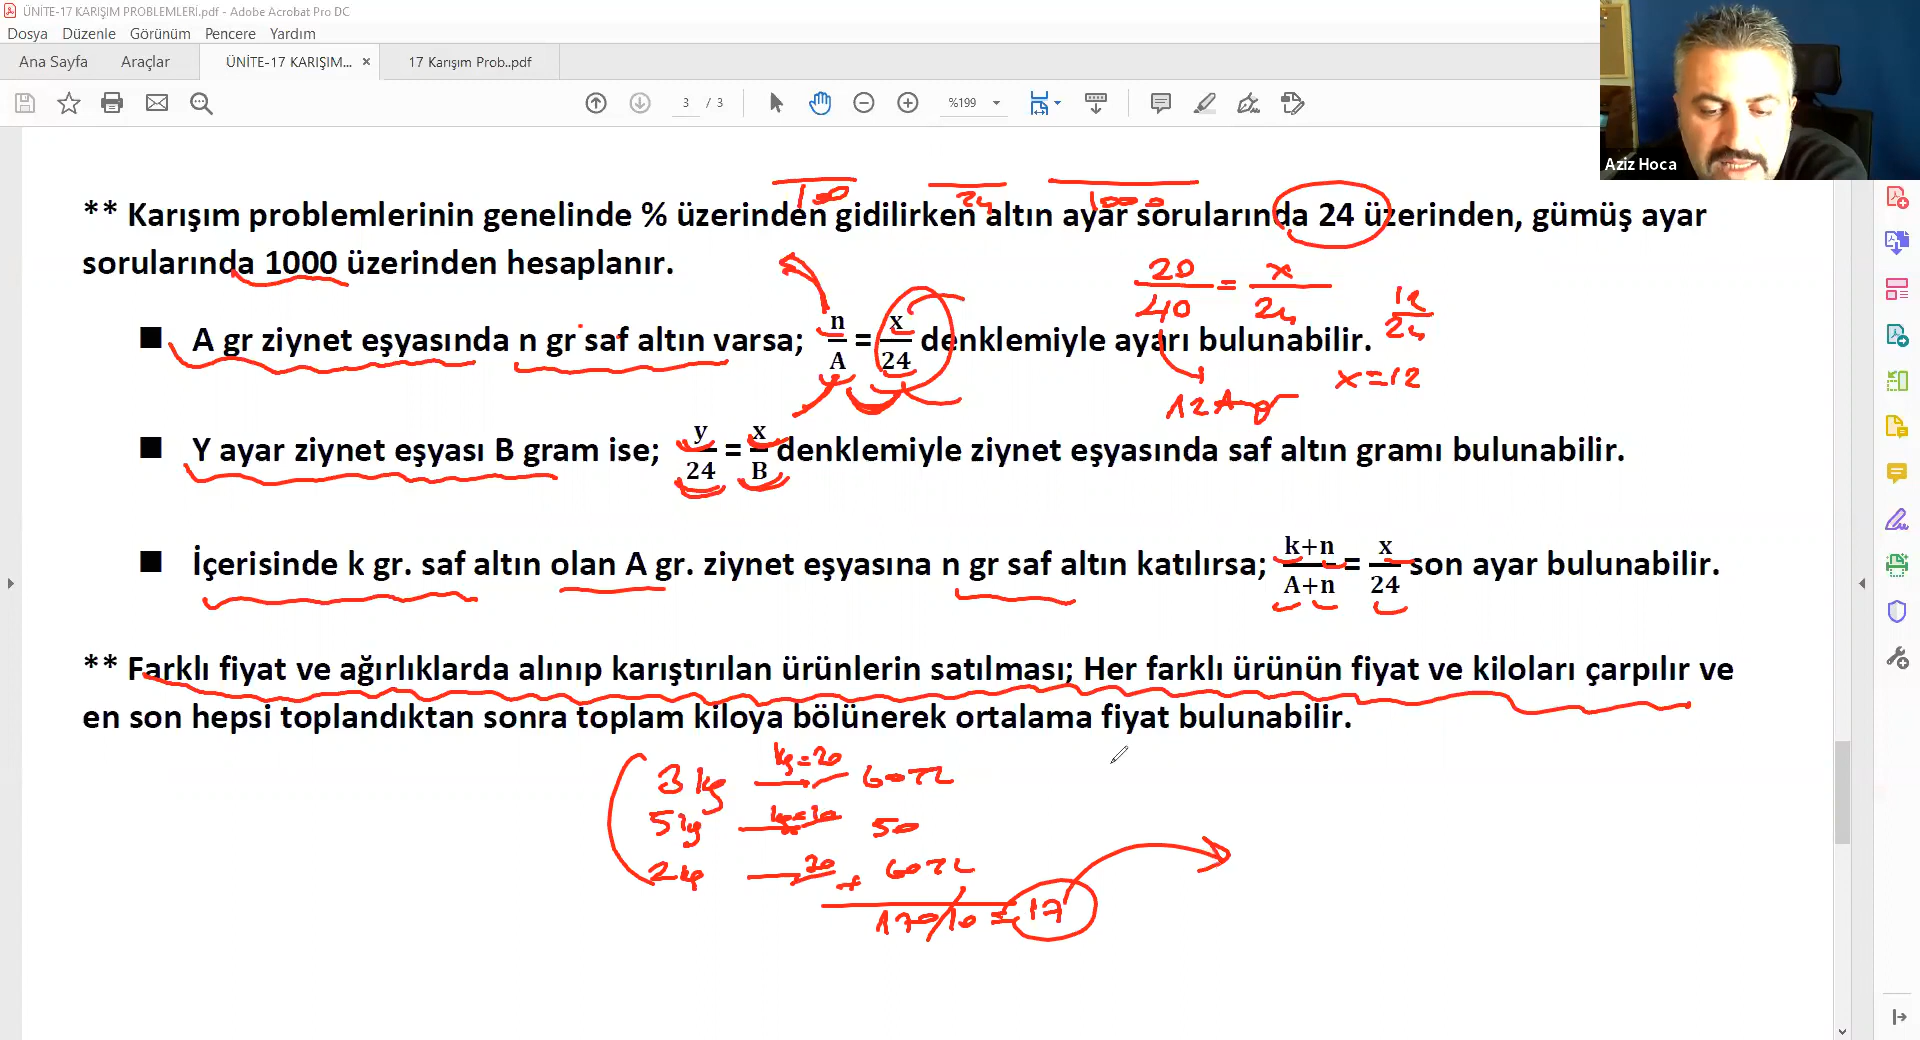 ÜNİTE-17 KARIŞIM PROBLEMLERİ.pdf - Adobe Acrobat Pro DC
Dosya Düzenle Görünüm Pencere Yardım
Ana Sayfa Araçlar ÜNİTE-17 KARIŞIM... × 17 Karışım Prob..pdf
3 / 3 %199
Aziz Hoca
100 24 1000
** Karışım problemlerinin genelinde % üzerinden gidilirken altın ayar sorularında 24 üzerinden, gümüş ayar
sorularında 1000 üzerinden hesaplanır.
20/40 = x/24 12/24
■ A gr ziynet eşyasında n gr saf altın varsa; n/A = x/24 denklemiyle ayarı bulunabilir.
x=12
12 Ayar
■ Y ayar ziynet eşyası B gram ise; y/24 = x/B denklemiyle ziynet eşyasında saf altın gramı bulunabilir.
■ İçerisinde k gr. saf altın olan A gr. ziynet eşyasına n gr saf altın katılırsa; k+n/A+n = x/24 son ayar bulunabilir.
** Farklı fiyat ve ağırlıklarda alınıp karıştırılan ürünlerin satılması; Her farklı ürünün fiyat ve kiloları çarpılır ve
en son hepsi toplandıktan sonra toplam kiloya bölünerek ortalama fiyat bulunabilir.
3 kg kg=20 60TL
5 kg kg=10 50
2 kg + 60TL
170/10 = 17